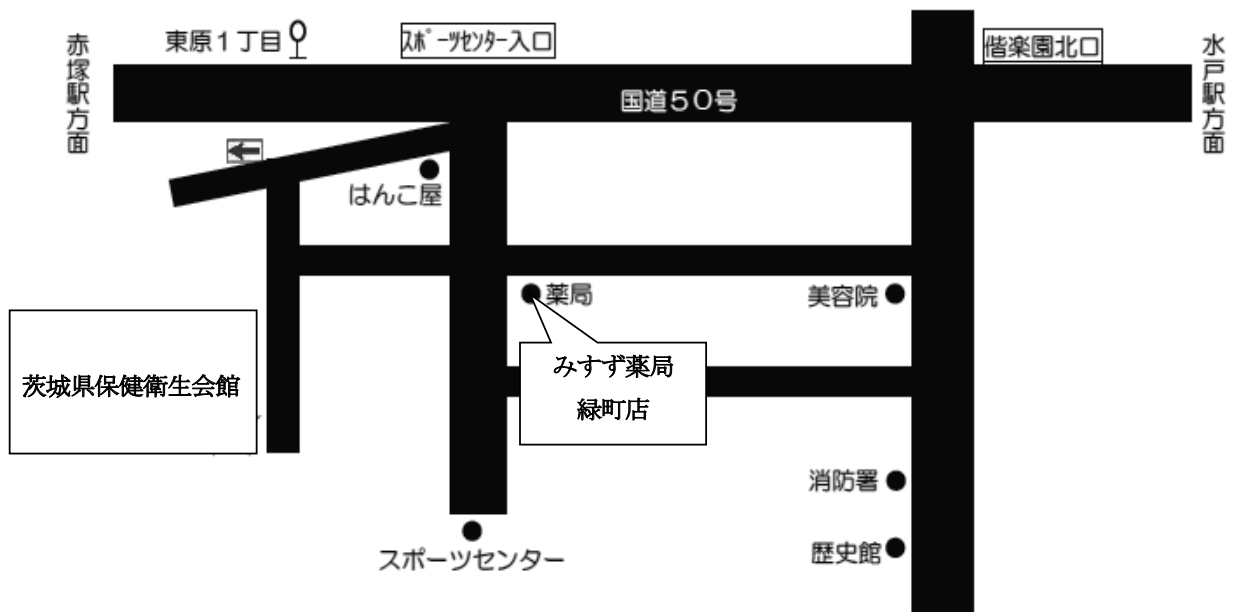 東原1丁目
スポーツセンター入口
偕楽園北口
赤塚駅方面
水戸駅方面
国道50号
はんこ屋
薬局
美容院
みすず薬局
緑町店
茨城県保健衛生会館
消防署
歴史館
スポーツセンター